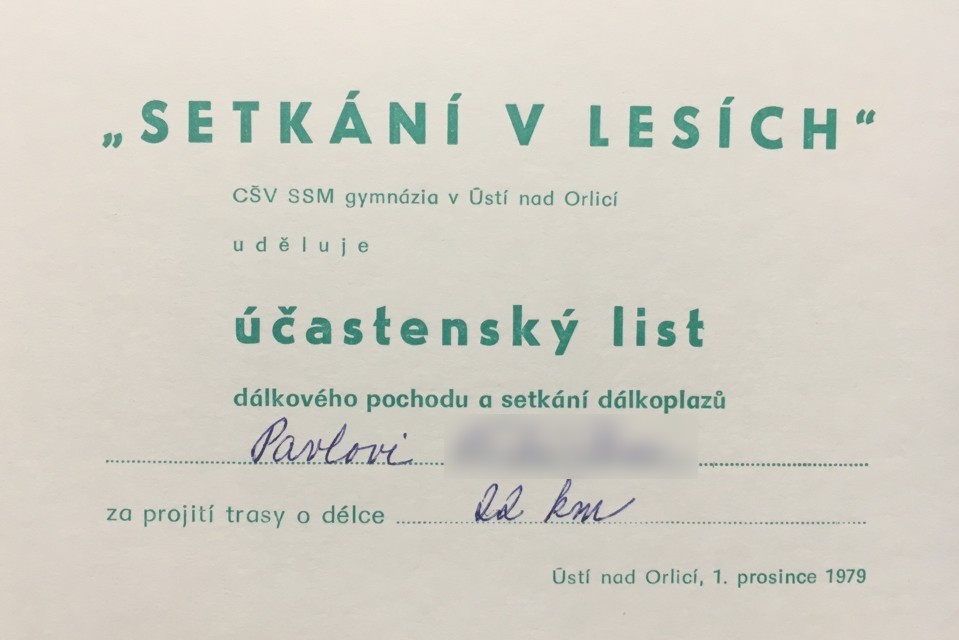 „SETKÁNÍ V LESÍCH“
CŠV SSM gymnázia v Ústí nad Orlicí
uděluje
účastenský list
dálkového pochodu a setkání dálkoplazů
Pavlovi
za projití trasy o délce 22 km
Ústí nad Orlicí, 1. prosince 1979